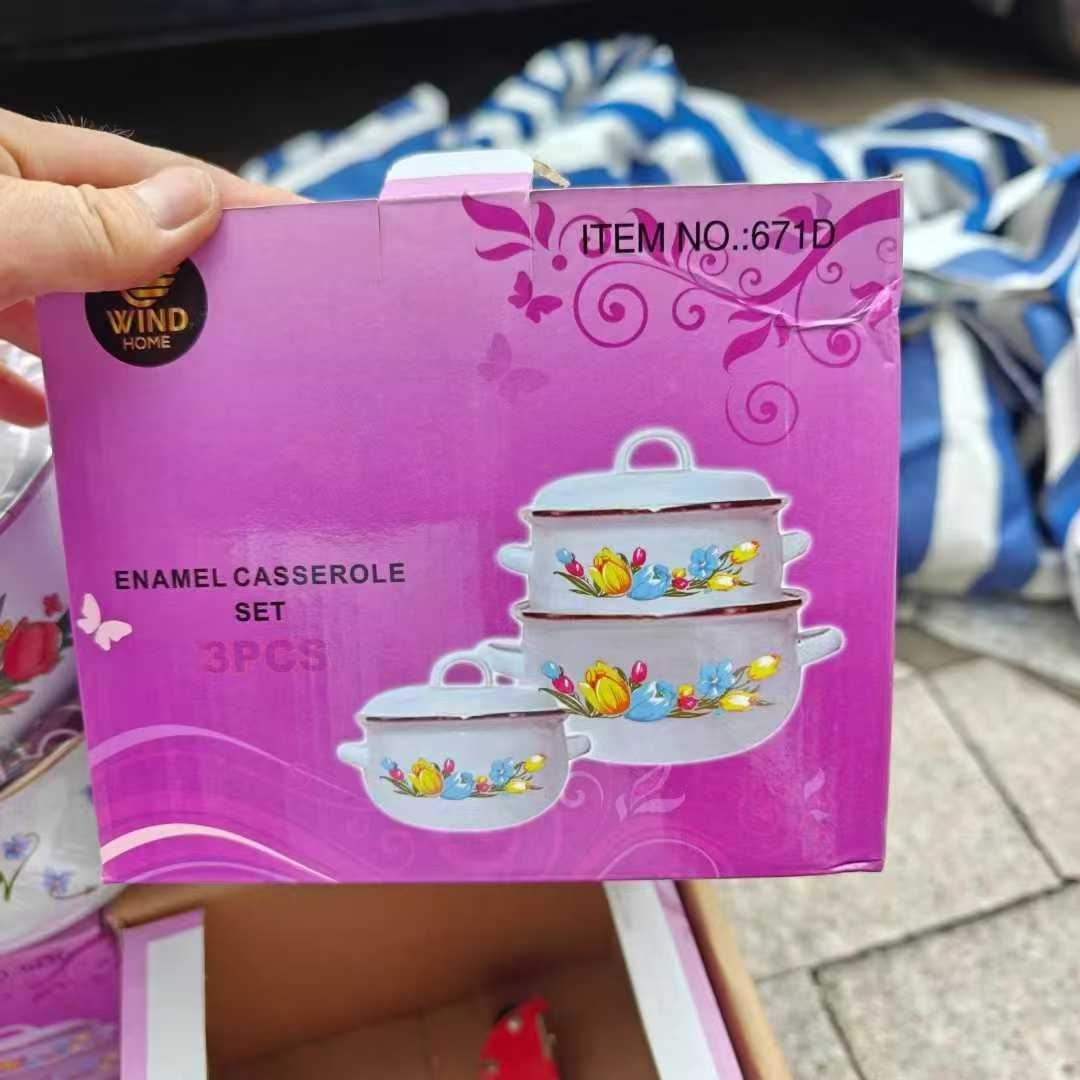 ITEM NO.:671D
WIND
HOME
ENAMEL CASSEROLE
SET
3PCS